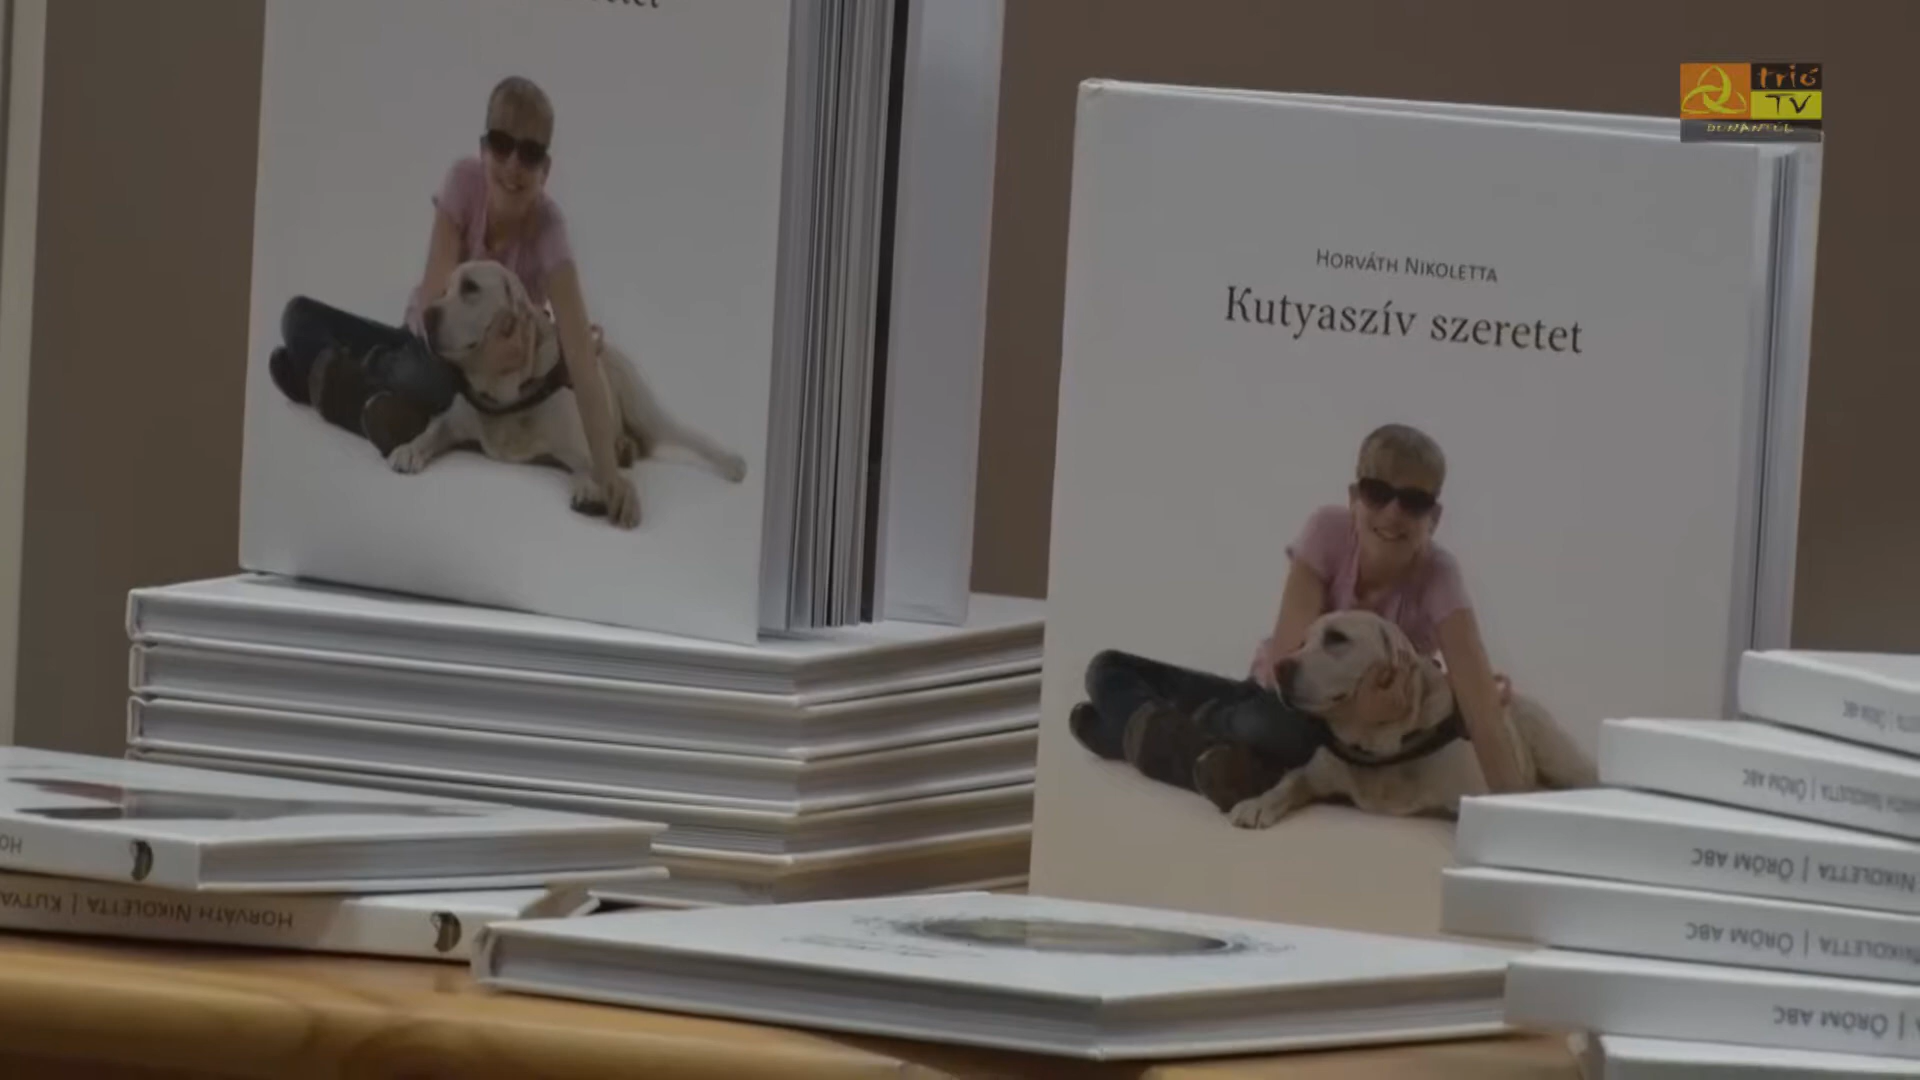 trió
TV
DUNÁNTÚL
HORVÁTH NIKOLETTA
Kutyaszív szeretet
HORVÁTH NIKOLETTA | KUTYA
NIKOLETTA | ÖRÖM ABC
NIKOLETTA | ÖRÖM ABC
NIKOLETTA | ÖRÖM ABC
| ÖRÖM ABC